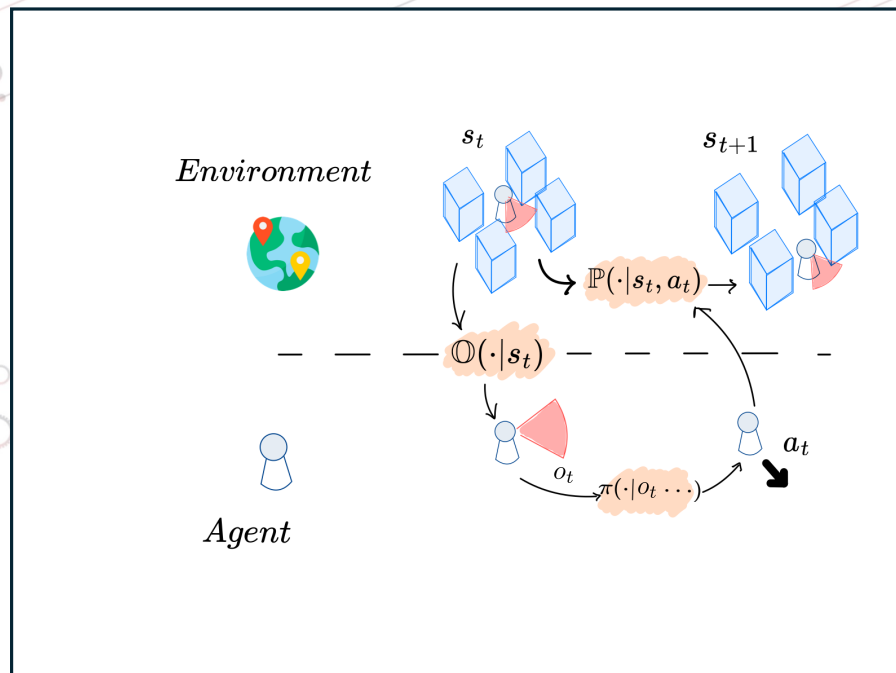 s_t
s_{t+1}
Environment
ℙ(·|s_t, a_t)
𝕆(·|s_t)
a_t
o_t
π(·|o_t ⋯)
Agent